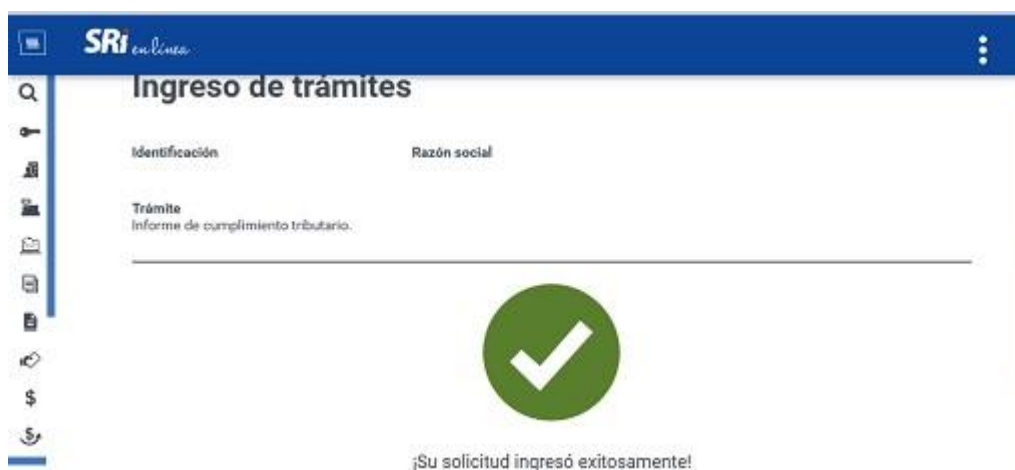 SRi en línea
Ingreso de trámites
Identificación Razón social
Trámite
Informe de cumplimiento tributario.
$
¡Su solicitud ingresó exitosamente!